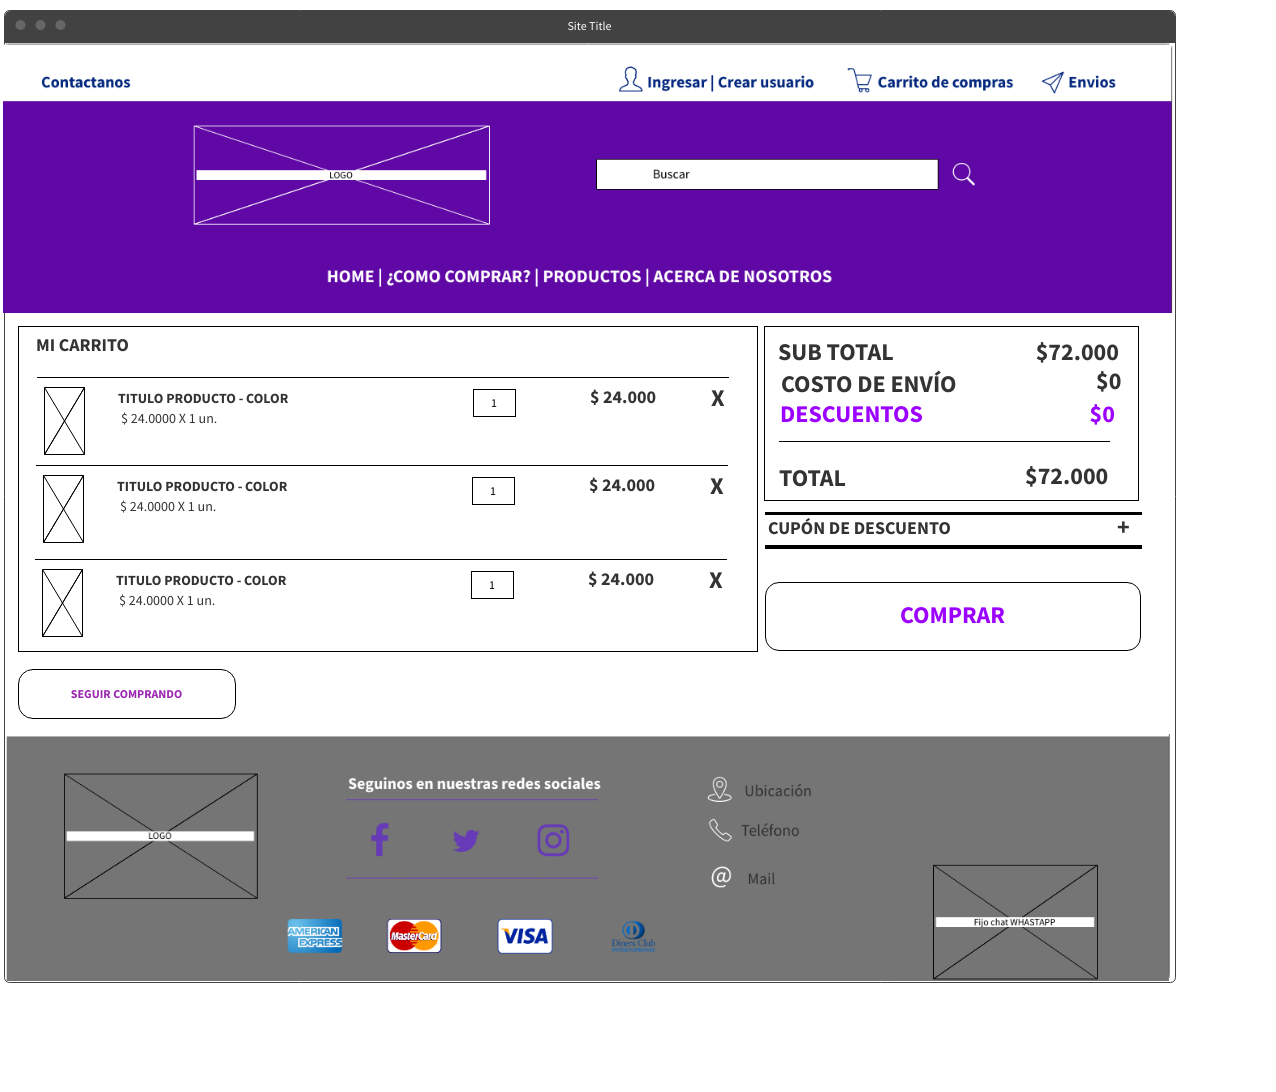 Site Title
Contactanos
Ingresar | Crear usuario
Carrito de compras
Envios
LOGO
Buscar
HOME | ¿COMO COMPRAR? | PRODUCTOS | ACERCA DE NOSOTROS
MI CARRITO
TITULO PRODUCTO - COLOR
$ 24.0000 X 1 un.
1
$ 24.000
X
TITULO PRODUCTO - COLOR
$ 24.0000 X 1 un.
1
$ 24.000
X
TITULO PRODUCTO - COLOR
$ 24.0000 X 1 un.
1
$ 24.000
X
SUB TOTAL $72.000
COSTO DE ENVÍO $0
DESCUENTOS $0
TOTAL $72.000
CUPÓN DE DESCUENTO +
COMPRAR
SEGUIR COMPRANDO
LOGO
Seguinos en nuestras redes sociales
Ubicación
Teléfono
@ Mail
AMERICAN EXPRESS
MasterCard
VISA
Diners Club
INTERNATIONAL
Fijo chat WHASTAPP